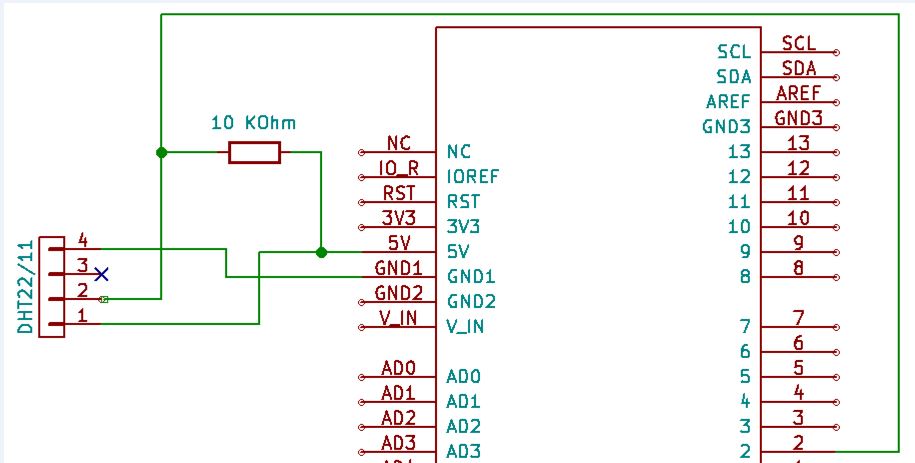 10 KOhm
DHT22/11
4
3
2
1
NC
IO_R
RST
3V3
5V
GND1
GND2
V_IN
AD0
AD1
AD2
AD3
NC
IOREF
RST
3V3
5V
GND1
GND2
V_IN
AD0
AD1
AD2
AD3
SCL
SDA
AREF
GND3
13
12
11
10
9
8
7
6
5
4
3
2
SCL
SDA
AREF
GND3
13
12
11
10
9
8
7
6
5
4
3
2